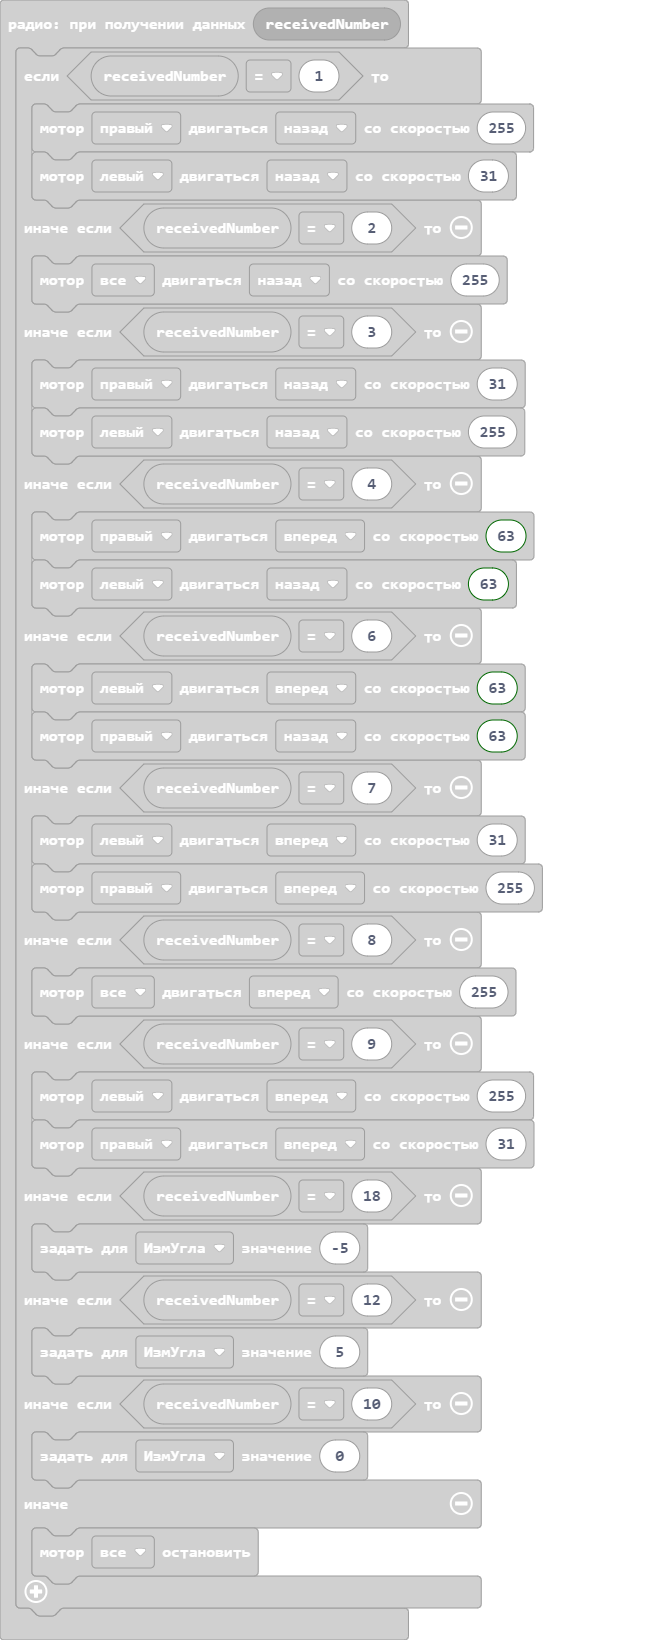 радио: при получении данных receivedNumber
если receivedNumber = 1 то
мотор правый двигаться назад со скоростью 255
мотор левый двигаться назад со скоростью 31
иначе если receivedNumber = 2 то
мотор все двигаться назад со скоростью 255
иначе если receivedNumber = 3 то
мотор правый двигаться назад со скоростью 31
мотор левый двигаться назад со скоростью 255
иначе если receivedNumber = 4 то
мотор правый двигаться вперед со скоростью 63
мотор левый двигаться назад со скоростью 63
иначе если receivedNumber = 6 то
мотор левый двигаться вперед со скоростью 63
мотор правый двигаться назад со скоростью 63
иначе если receivedNumber = 7 то
мотор левый двигаться вперед со скоростью 31
мотор правый двигаться вперед со скоростью 255
иначе если receivedNumber = 8 то
мотор все двигаться вперед со скоростью 255
иначе если receivedNumber = 9 то
мотор левый двигаться вперед со скоростью 255
мотор правый двигаться вперед со скоростью 31
иначе если receivedNumber = 18 то
задать для ИзмУгла значение -5
иначе если receivedNumber = 12 то
задать для ИзмУгла значение 5
иначе если receivedNumber = 10 то
задать для ИзмУгла значение 0
иначе
мотор все остановить